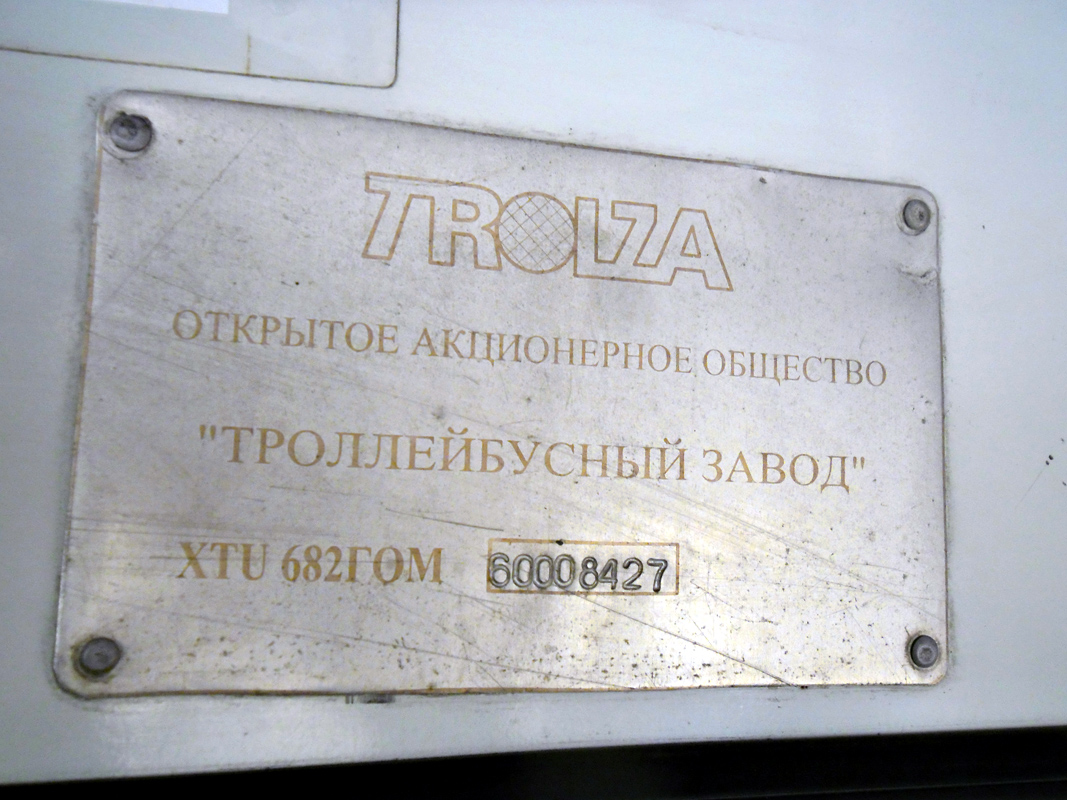 TROLZA
ОТКРЫТОЕ АКЦИОНЕРНОЕ ОБЩЕСТВО
"ТРОЛЛЕЙБУСНЫЙ ЗАВОД"
XTU 682ГОМ 60008427